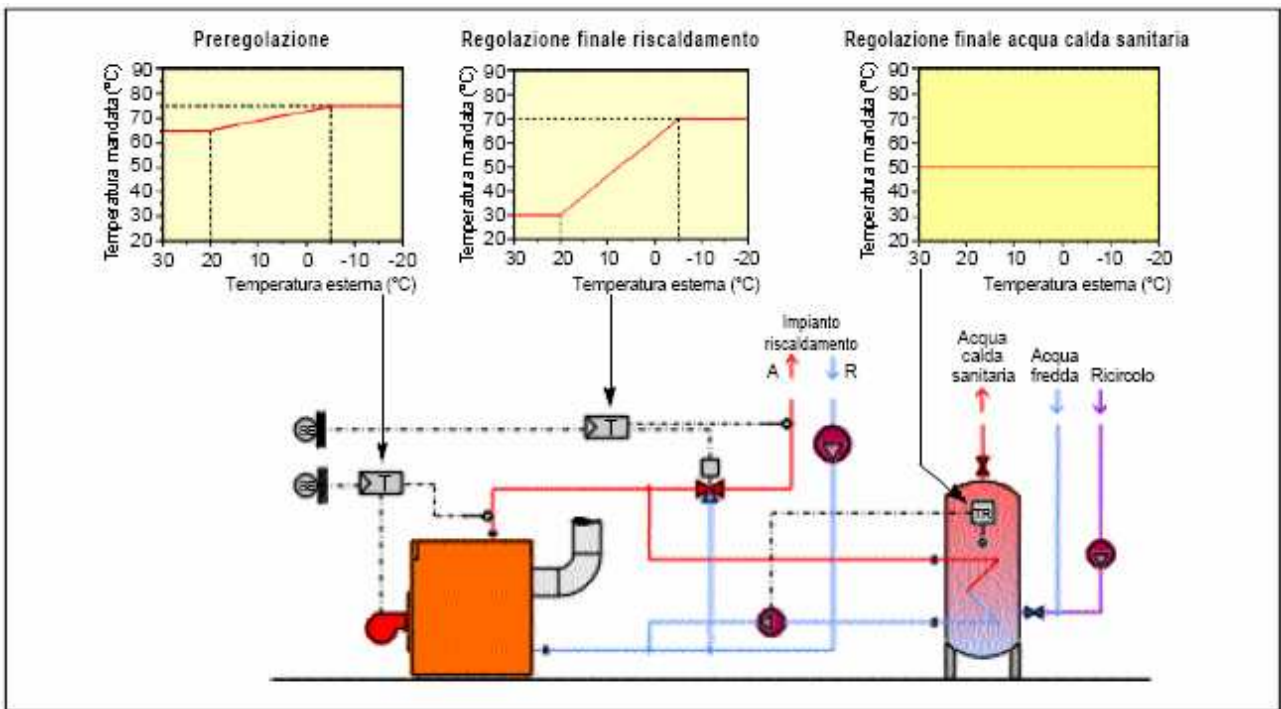 Preregolazione
Regolazione finale riscaldamento
Regolazione finale acqua calda sanitaria
Temperatura mandata (°C)
90
80
70
60
50
40
30
20
30 20 10 0 -10 -20
Temperatura esterna (°C)
Temperatura mandata (°C)
90
80
70
60
50
40
30
20
30 20 10 0 -10 -20
Temperatura esterna (°C)
Temperatura mandata (°C)
90
80
70
60
50
40
30
20
30 20 10 0 -10 -20
Temperatura esterna (°C)
Impianto
riscaldamento
A R
Acqua
calda
sanitaria
Acqua
fredda
Ricircolo
T
T
TR